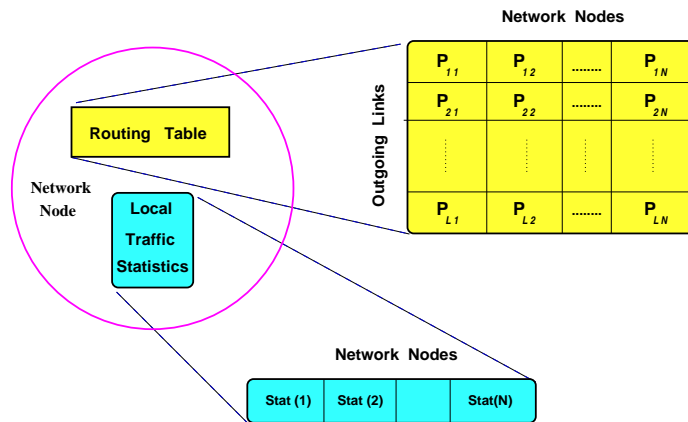 Network Nodes
P11 P12 ........ P1N
P21 P22 ........ P2N
........ ........ ........ ........
PL1 PL2 ........ PLN
Outgoing Links
Routing Table
Network
Node
Local
Traffic
Statistics
Network Nodes
Stat (1) Stat (2) Stat(N)